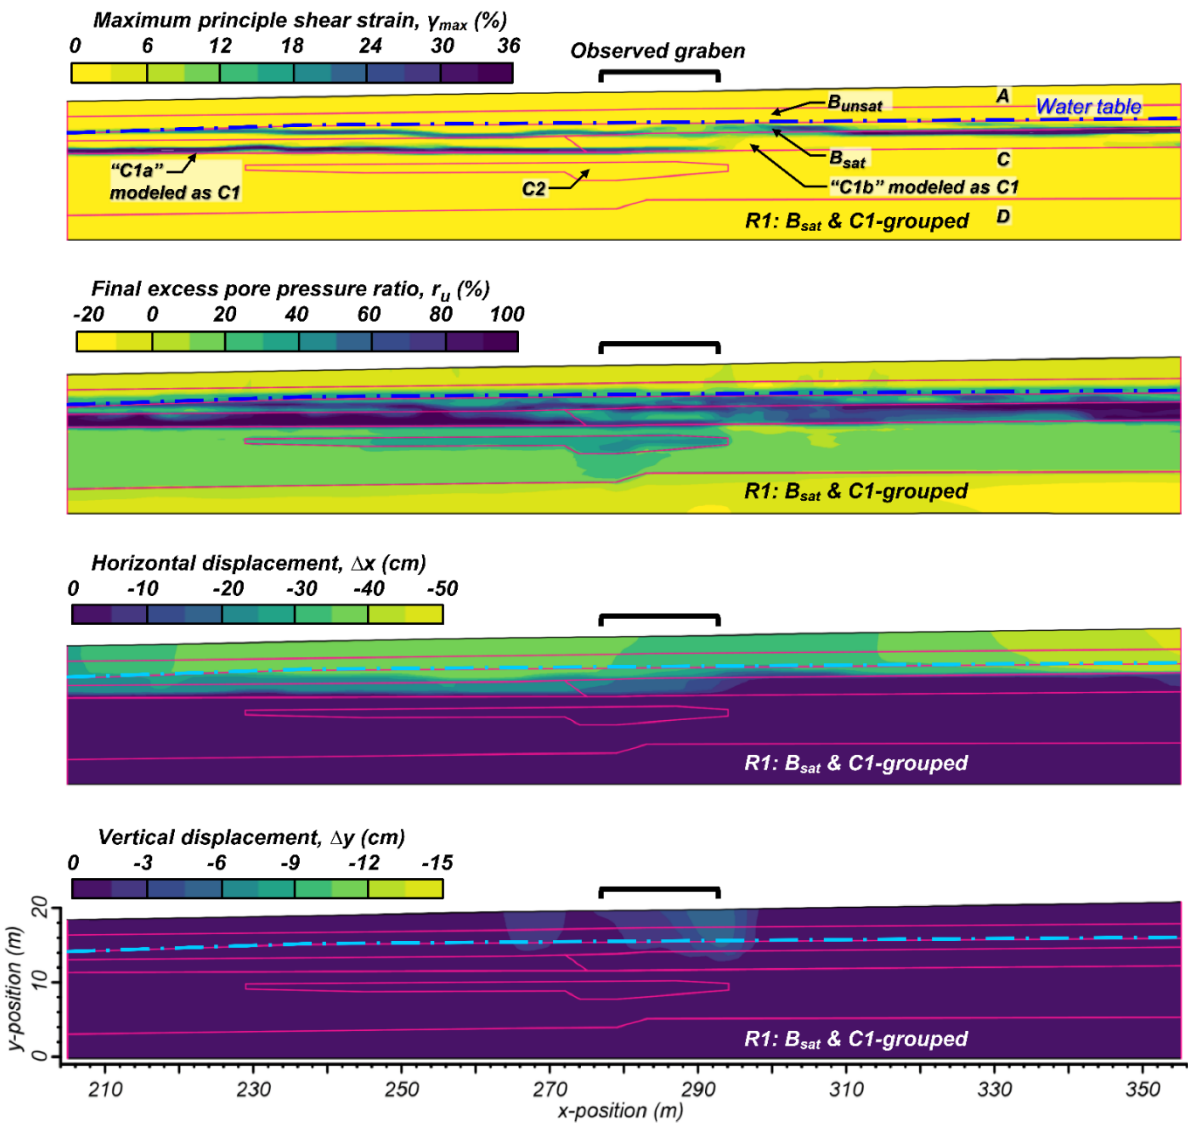 Maximum principle shear strain, γmax (%)
0 6 12 18 24 30 36
Observed graben
A
Bunsat
Water table
Bsat
C
"C1a"
modeled as C1
C2
"C1b" modeled as C1
D
R1: Bsat & C1-grouped
Final excess pore pressure ratio, ru (%)
-20 0 20 40 60 80 100
R1: Bsat & C1-grouped
Horizontal displacement, Δx (cm)
0 -10 -20 -30 -40 -50
R1: Bsat & C1-grouped
Vertical displacement, Δy (cm)
0 -3 -6 -9 -12 -15
20
10
0
y-position (m)
R1: Bsat & C1-grouped
210 230 250 270 290 310 330 350
x-position (m)